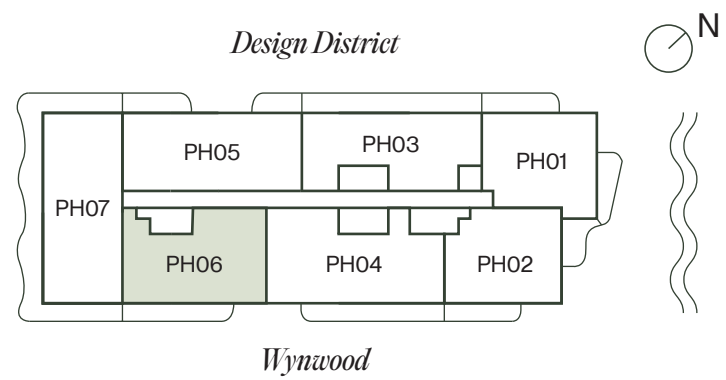 N
Design District
PH05
PH03
PH01
PH07
PH06
PH04
PH02
Wynwood